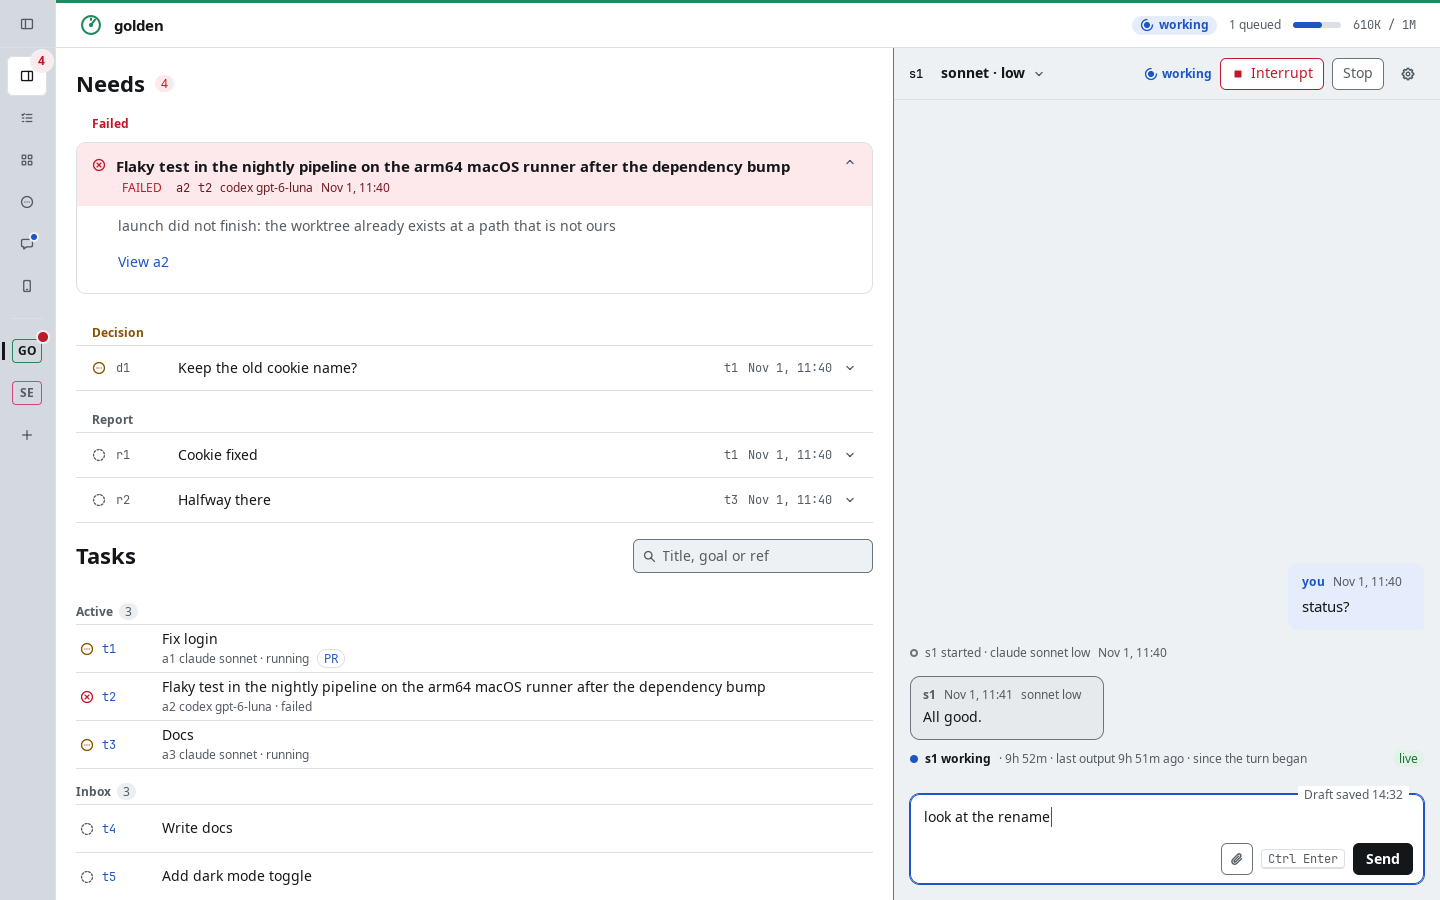 golden
working
1 queued
610K / 1M
4
GO
SE
Needs 4
Failed
Flaky test in the nightly pipeline on the arm64 macOS runner after the dependency bump
FAILED a2 t2 codex gpt-6-luna Nov 1, 11:40
launch did not finish: the worktree already exists at a path that is not ours
View a2
Decision
d1 Keep the old cookie name? t1 Nov 1, 11:40
Report
r1 Cookie fixed t1 Nov 1, 11:40
r2 Halfway there t3 Nov 1, 11:40
Tasks
Title, goal or ref
Active 3
t1 Fix login
a1 claude sonnet · running PR
t2 Flaky test in the nightly pipeline on the arm64 macOS runner after the dependency bump
a2 codex gpt-6-luna · failed
t3 Docs
a3 claude sonnet · running
Inbox 3
t4 Write docs
t5 Add dark mode toggle
s1 sonnet · low
working
Interrupt
Stop
you Nov 1, 11:40
status?
s1 started · claude sonnet low Nov 1, 11:40
s1 Nov 1, 11:41 sonnet low
All good.
s1 working · 9h 52m · last output 9h 51m ago · since the turn began live
Draft saved 14:32
look at the rename
Ctrl Enter
Send